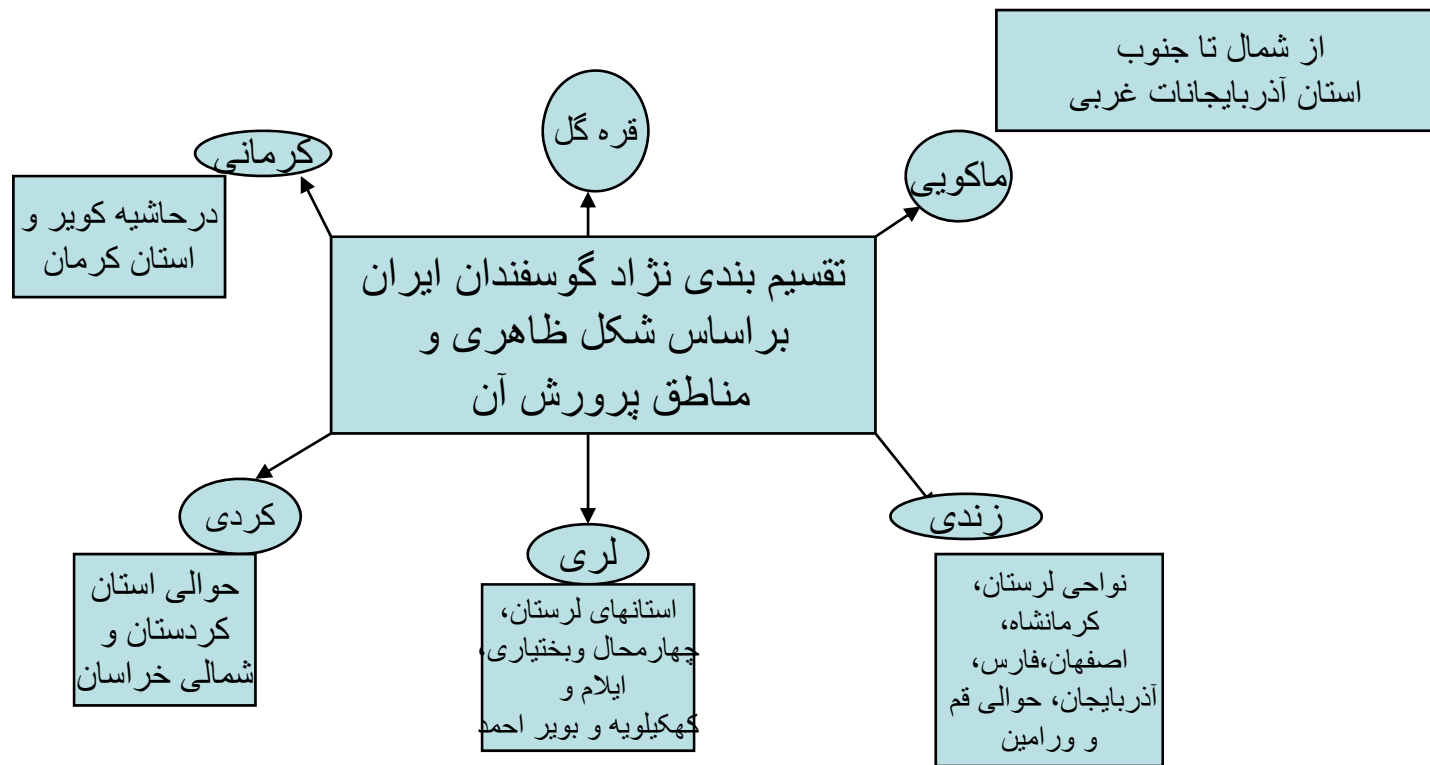 از شمال تا جنوب
استان آذربایجانات غربی
ماکویی
قره گل
کرمانی
درحاشیه کویر و
استان کرمان
تقسیم بندی نژاد گوسفندان ایران
براساس شکل ظاهری و
مناطق پرورش آن
زندی
نواحی لرستان،
کرمانشاه،
اصفهان،فارس،
آذربایجان، حوالی قم
و ورامین
لری
استانهای لرستان،
چهارمحال وبختیاری،
ایلام و
کهکیلویه و بویر احمد
کردی
حوالی استان
کردستان و
شمالی خراسان